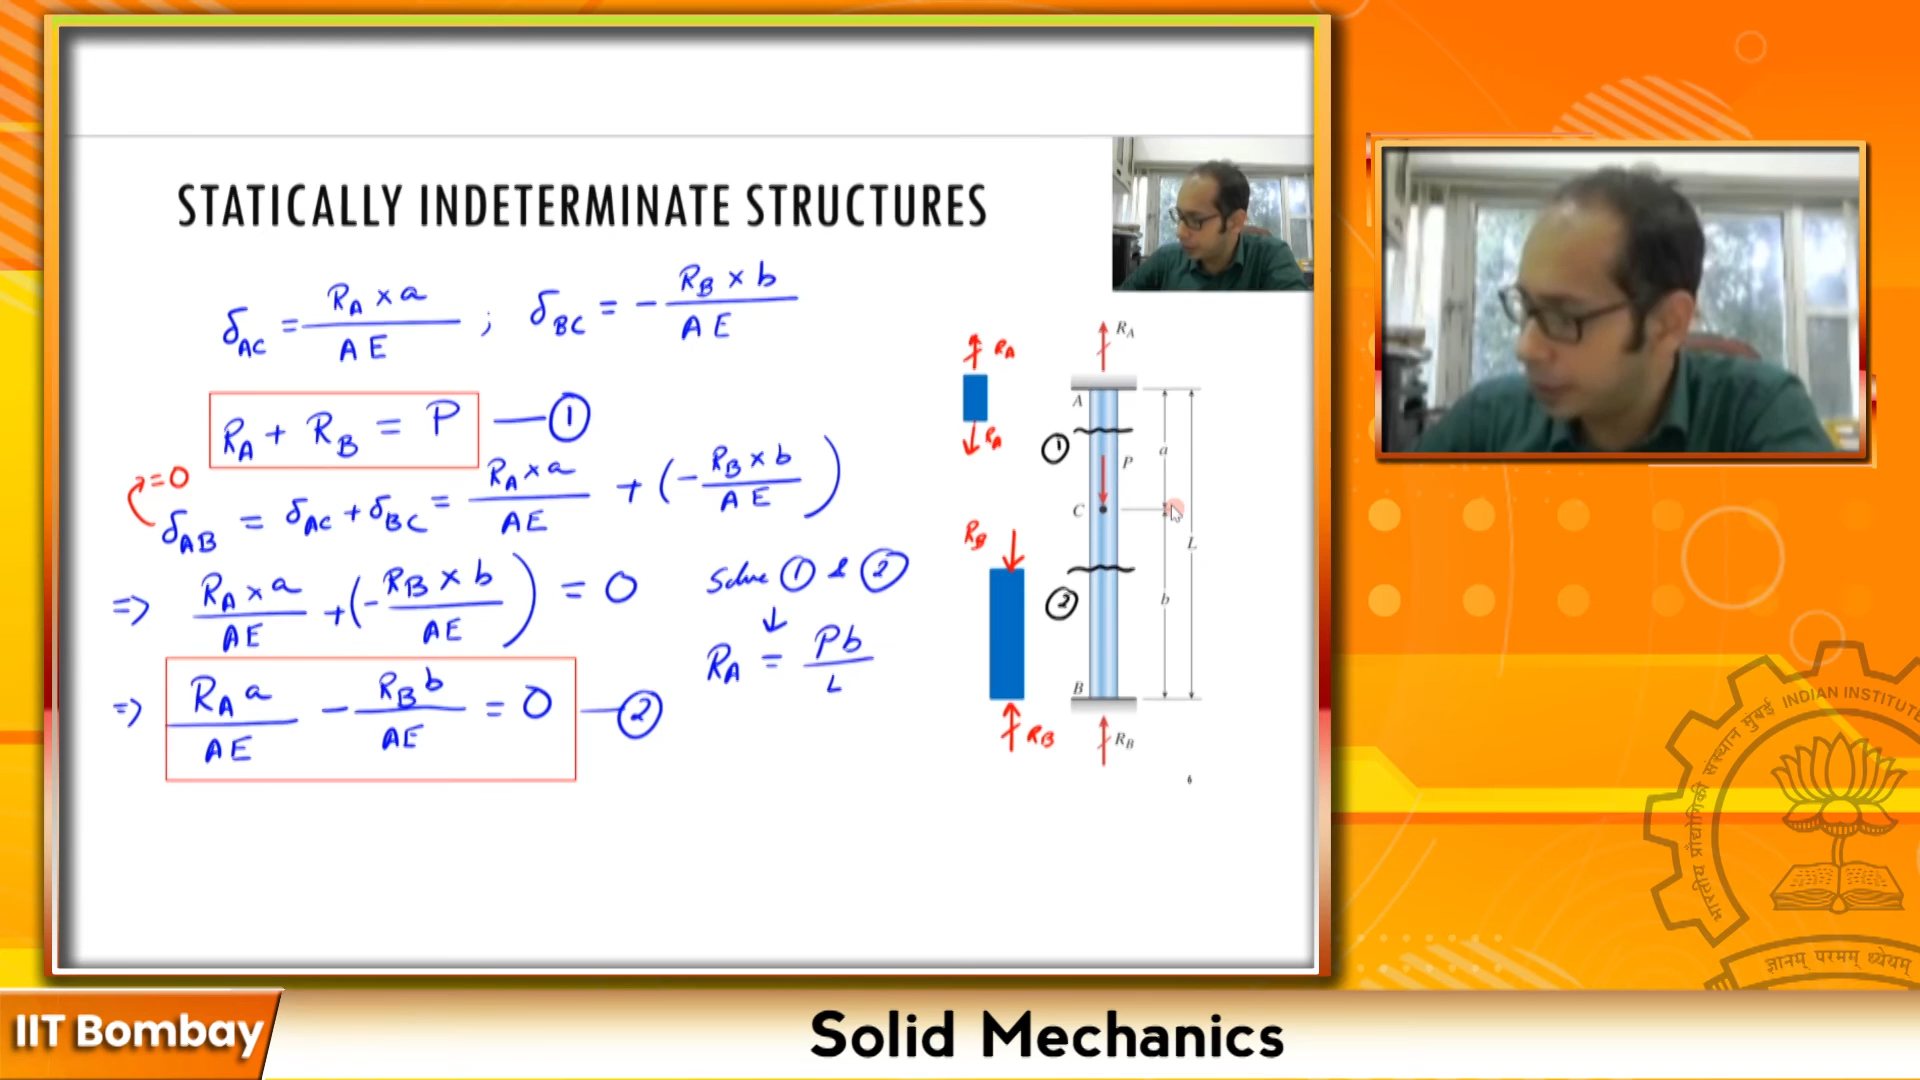 STATICALLY INDETERMINATE STRUCTURES
δAC = RA × a / AE ; δBC = - RB × b / AE
RA + RB = P — ①
= 0
δAB = δAC + δBC = RA × a / AE + (- RB × b / AE)
=> RA × a / AE + (- RB × b / AE) = 0
=> RA a / AE - RB b / AE = 0 — ②
Solve ① & ②
↓
RA = Pb / L
RA
RA
RB
RB
RA
A
①
a
P
C
L
②
b
B
RB
भारतीय प्रौद्योगिकी संस्थान मुंबई INDIAN INSTITUTE
ज्ञानम् परमम् ध्येयम्
IIT Bombay
Solid Mechanics